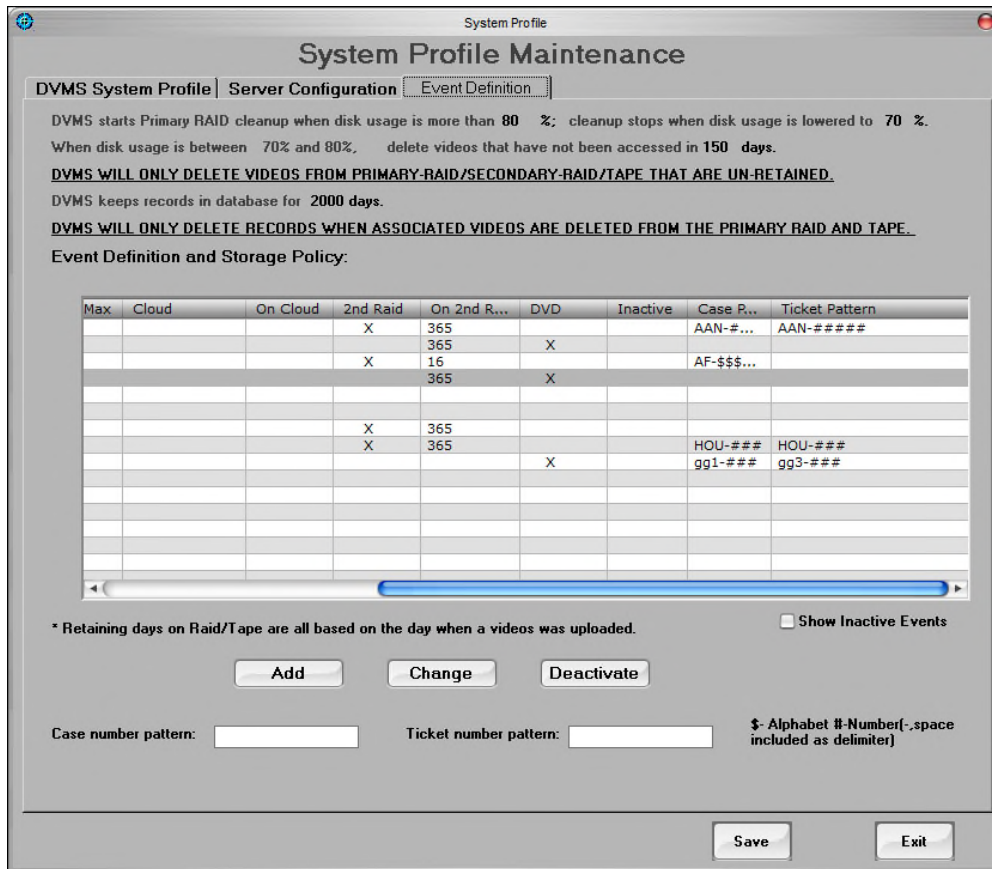 System Profile
System Profile Maintenance
DVMS System Profile Server Configuration Event Definition
DVMS starts Primary RAID cleanup when disk usage is more than 80 %; cleanup stops when disk usage is lowered to 70 %.
When disk usage is between 70% and 80%, delete videos that have not been accessed in 150 days.
DVMS WILL ONLY DELETE VIDEOS FROM PRIMARY-RAID/SECONDARY-RAID/TAPE THAT ARE UN-RETAINED.
DVMS keeps records in database for 2000 days.
DVMS WILL ONLY DELETE RECORDS WHEN ASSOCIATED VIDEOS ARE DELETED FROM THE PRIMARY RAID AND TAPE.
Event Definition and Storage Policy:
Max Cloud On Cloud 2nd Raid On 2nd R... DVD Inactive Case P... Ticket Pattern
X 365 AAN-#... AAN-#####
365 X
X 16 AF-$$$...
365 X
X 365
X 365 HOU-### HOU-###
X gg1-### gg3-###
* Retaining days on Raid/Tape are all based on the day when a videos was uploaded.
Show Inactive Events
Add Change Deactivate
Case number pattern: Ticket number pattern:
$- Alphabet #-Number(-,space
included as delimiter)
Save Exit